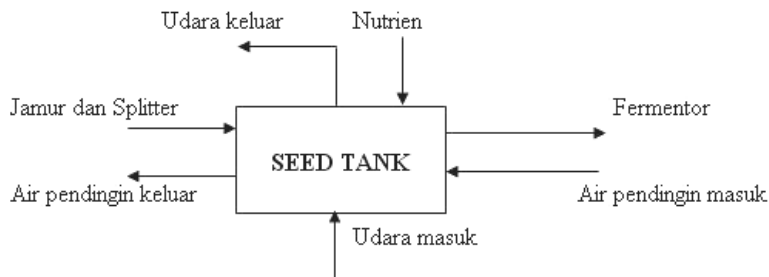 Udara keluar
Nutrien
Jamur dan Splitter
Fermentor
SEED TANK
Air pendingin keluar
Air pendingin masuk
Udara masuk